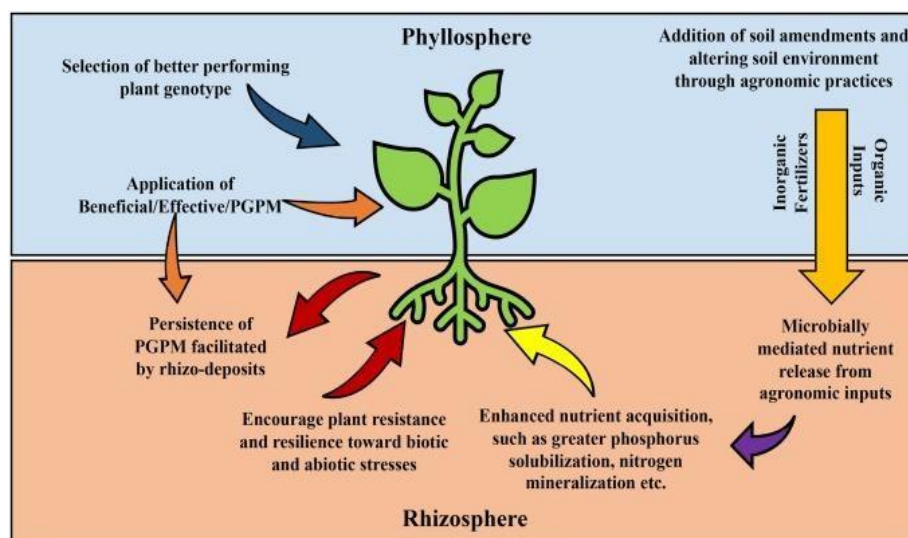 Phyllosphere
Selection of better performing
plant genotype
Addition of soil amendments and
altering soil environment
through agronomic practices
Inorganic
Fertilizers
Organic
Inputs
Application of
Beneficial/Effective/PGPM
Persistence of
PGPM facilitated
by rhizo-deposits
Encourage plant resistance
and resilience toward biotic
and abiotic stresses
Enhanced nutrient acquisition,
such as greater phosphorus
solubilization, nitrogen
mineralization etc.
Microbially
mediated nutrient
release from
agronomic inputs
Rhizosphere